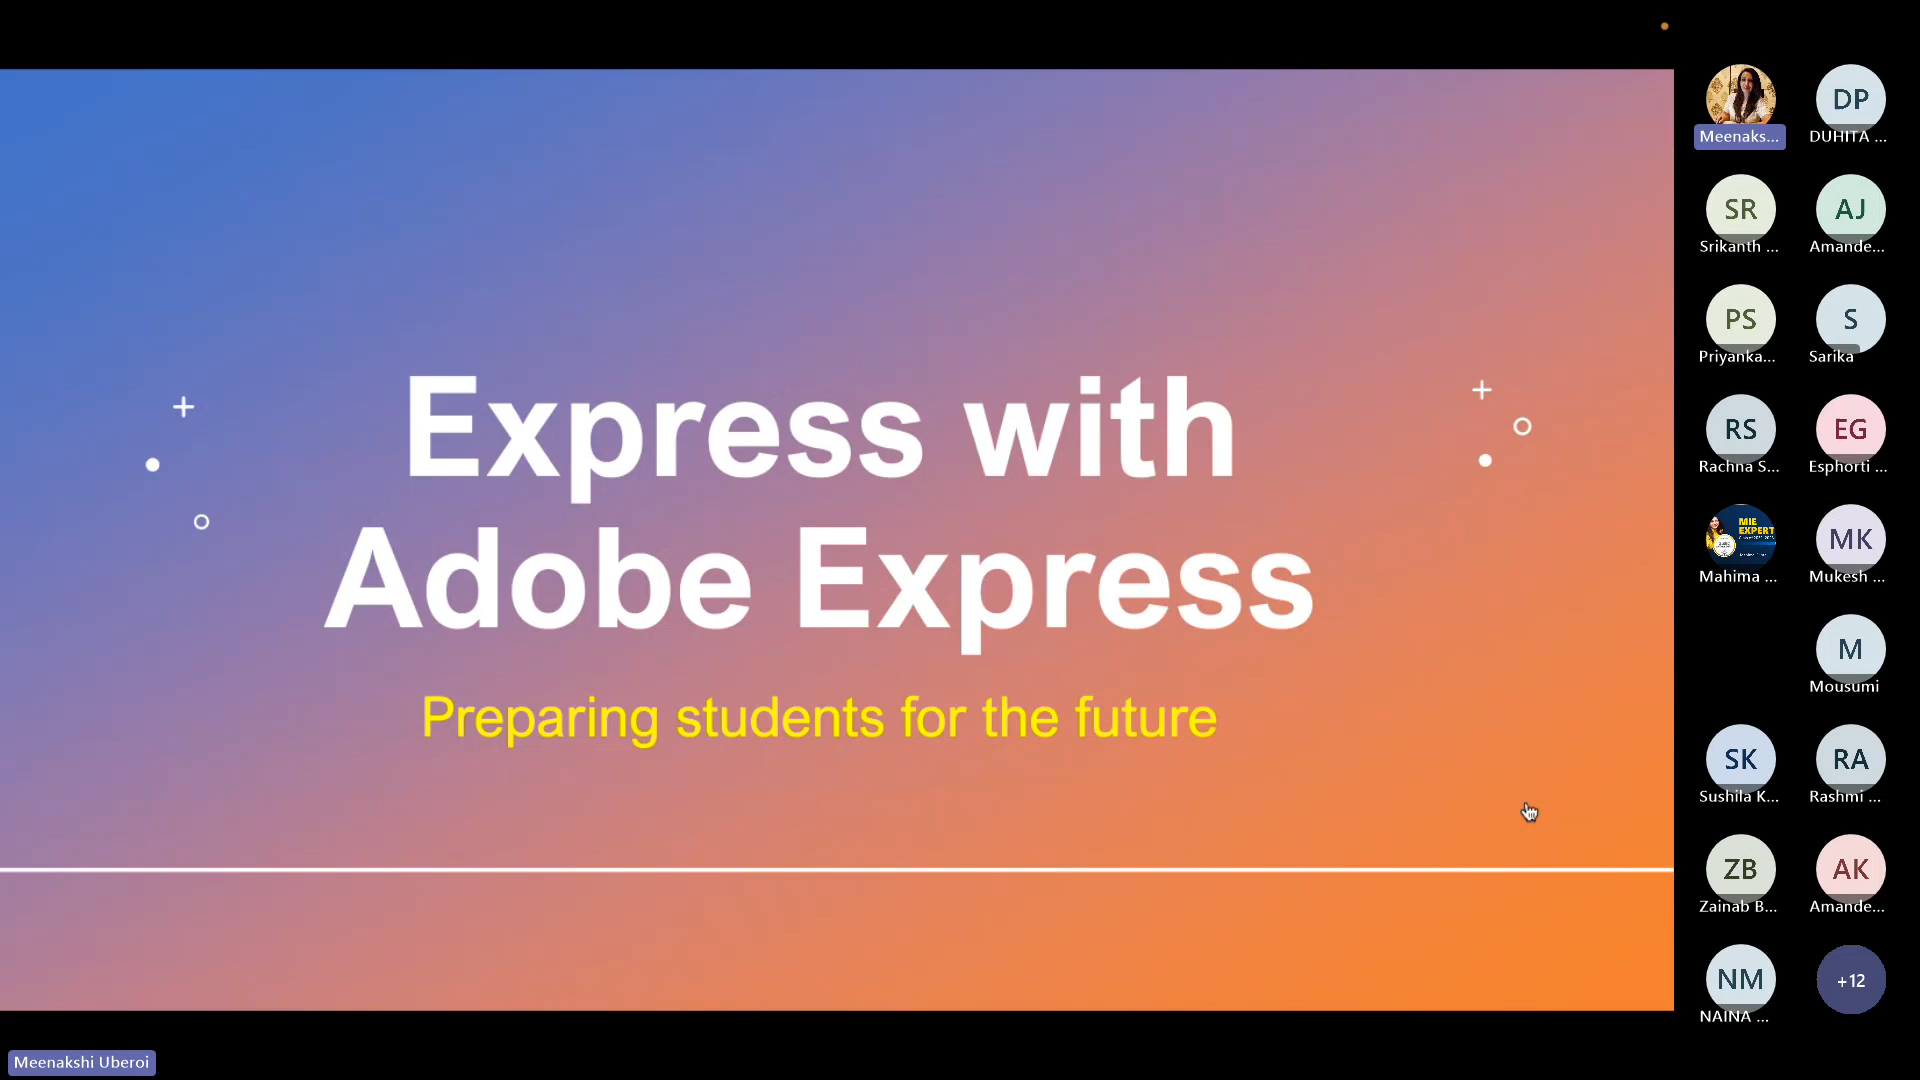 Express with
Adobe Express
Preparing students for the future
Meenaks...
DP
DUHITA ...
SR
Srikanth ...
AJ
Amande...
PS
Priyanka...
S
Sarika
RS
Rachna S...
EG
Esphorti ...
MIE
EXPERT
Mahima ...
MK
Mukesh ...
M
Mousumi
SK
Sushila K...
RA
Rashmi ...
ZB
Zainab B...
AK
Amande...
NM
NAINA ...
+12
Meenakshi Uberoi